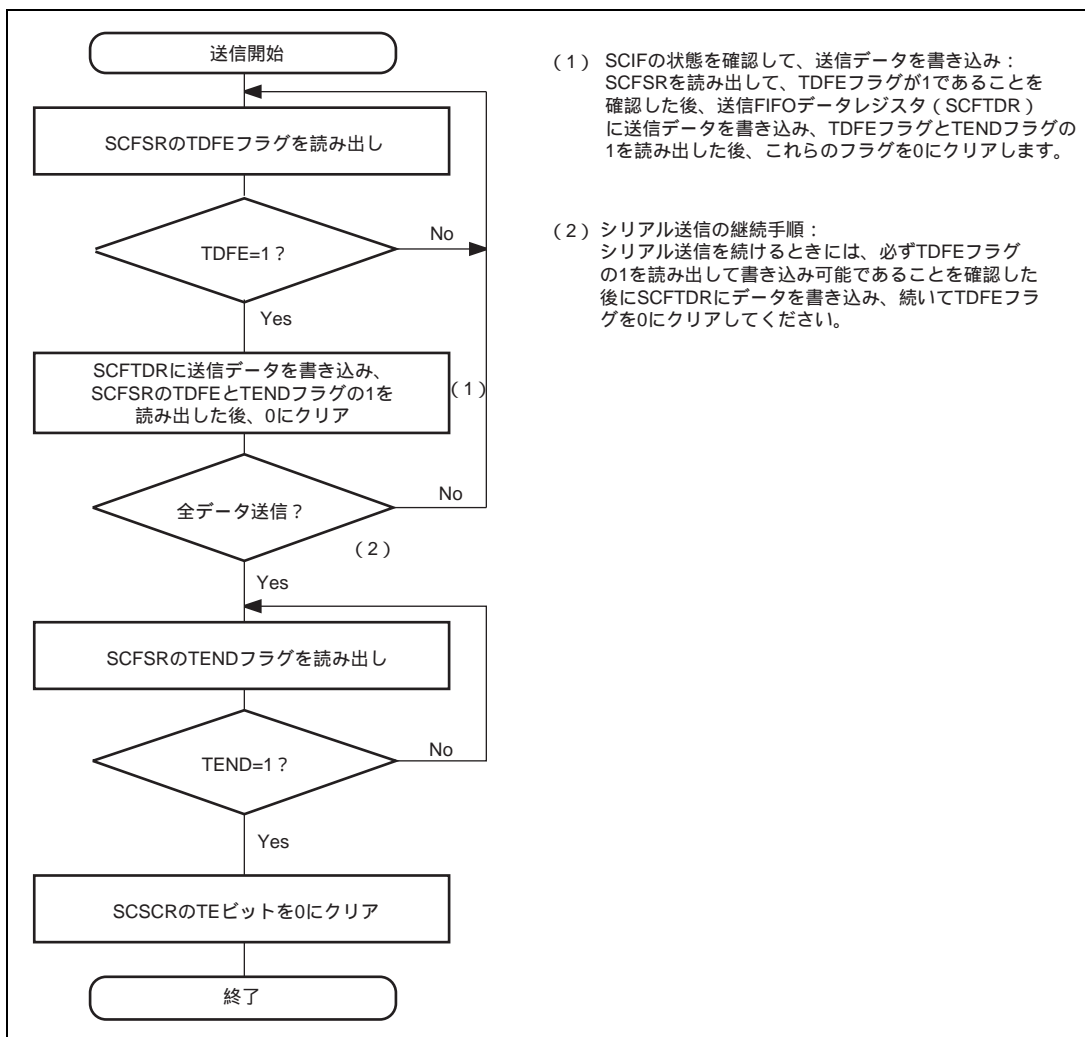 送信開始
SCFSRのTDFEフラグを読み出し
TDFE=1？
No
Yes
SCFTDRに送信データを書き込み、
SCFSRのTDFEとTENDフラグの1を
読み出した後、0にクリア
（1）
全データ送信？
No
（2）
Yes
SCFSRのTENDフラグを読み出し
TEND=1？
No
Yes
SCSCRのTEビットを0にクリア
終了
（1） SCIFの状態を確認して、送信データを書き込み：
SCFSRを読み出して、TDFEフラグが1であることを
確認した後、送信FIFOデータレジスタ（SCFTDR）
に送信データを書き込み、TDFEフラグとTENDフラグの
1を読み出した後、これらのフラグを0にクリアします。
（2）シリアル送信の継続手順：
シリアル送信を続けるときには、必ずTDFEフラグ
の1を読み出して書き込み可能であることを確認した
後にSCFTDRにデータを書き込み、続いてTDFEフラ
グを0にクリアしてください。